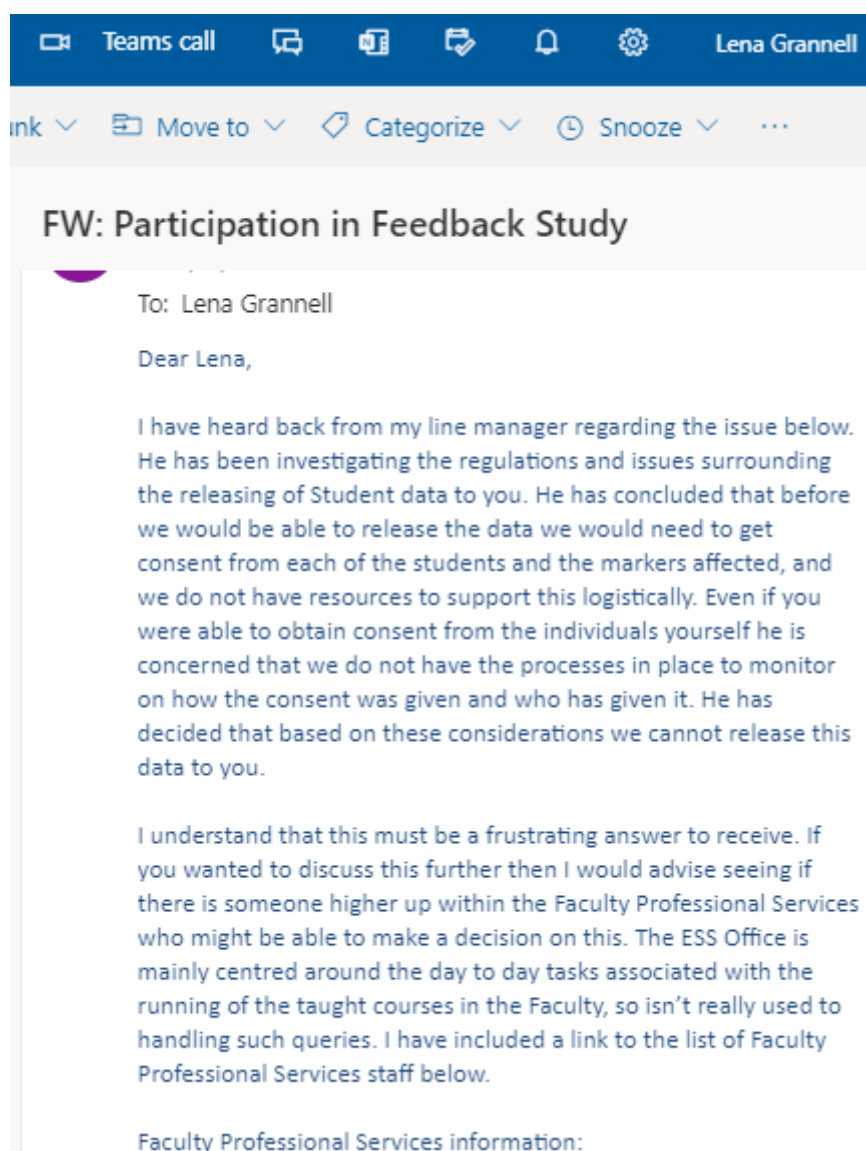 Teams call
Lena Grannell
unk
Move to
Categorize
Snooze
...
FW: Participation in Feedback Study
To: Lena Grannell
Dear Lena,
I have heard back from my line manager regarding the issue below.
He has been investigating the regulations and issues surrounding
the releasing of Student data to you. He has concluded that before
we would be able to release the data we would need to get
consent from each of the students and the markers affected, and
we do not have resources to support this logistically. Even if you
were able to obtain consent from the individuals yourself he is
concerned that we do not have the processes in place to monitor
on how the consent was given and who has given it. He has
decided that based on these considerations we cannot release this
data to you.
I understand that this must be a frustrating answer to receive. If
you wanted to discuss this further then I would advise seeing if
there is someone higher up within the Faculty Professional Services
who might be able to make a decision on this. The ESS Office is
mainly centred around the day to day tasks associated with the
running of the taught courses in the Faculty, so isn't really used to
handling such queries. I have included a link to the list of Faculty
Professional Services staff below.
Faculty Professional Services information: